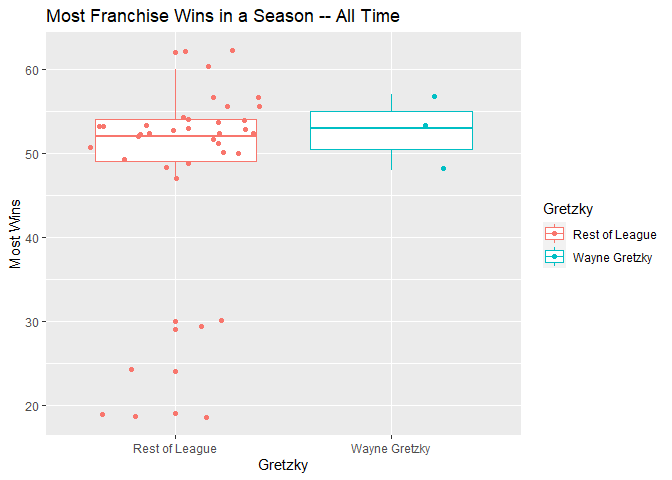 Most Franchise Wins in a Season -- All Time
Most Wins
60
50
40
30
20
Rest of League
Wayne Gretzky
Gretzky
Gretzky
Rest of League
Wayne Gretzky